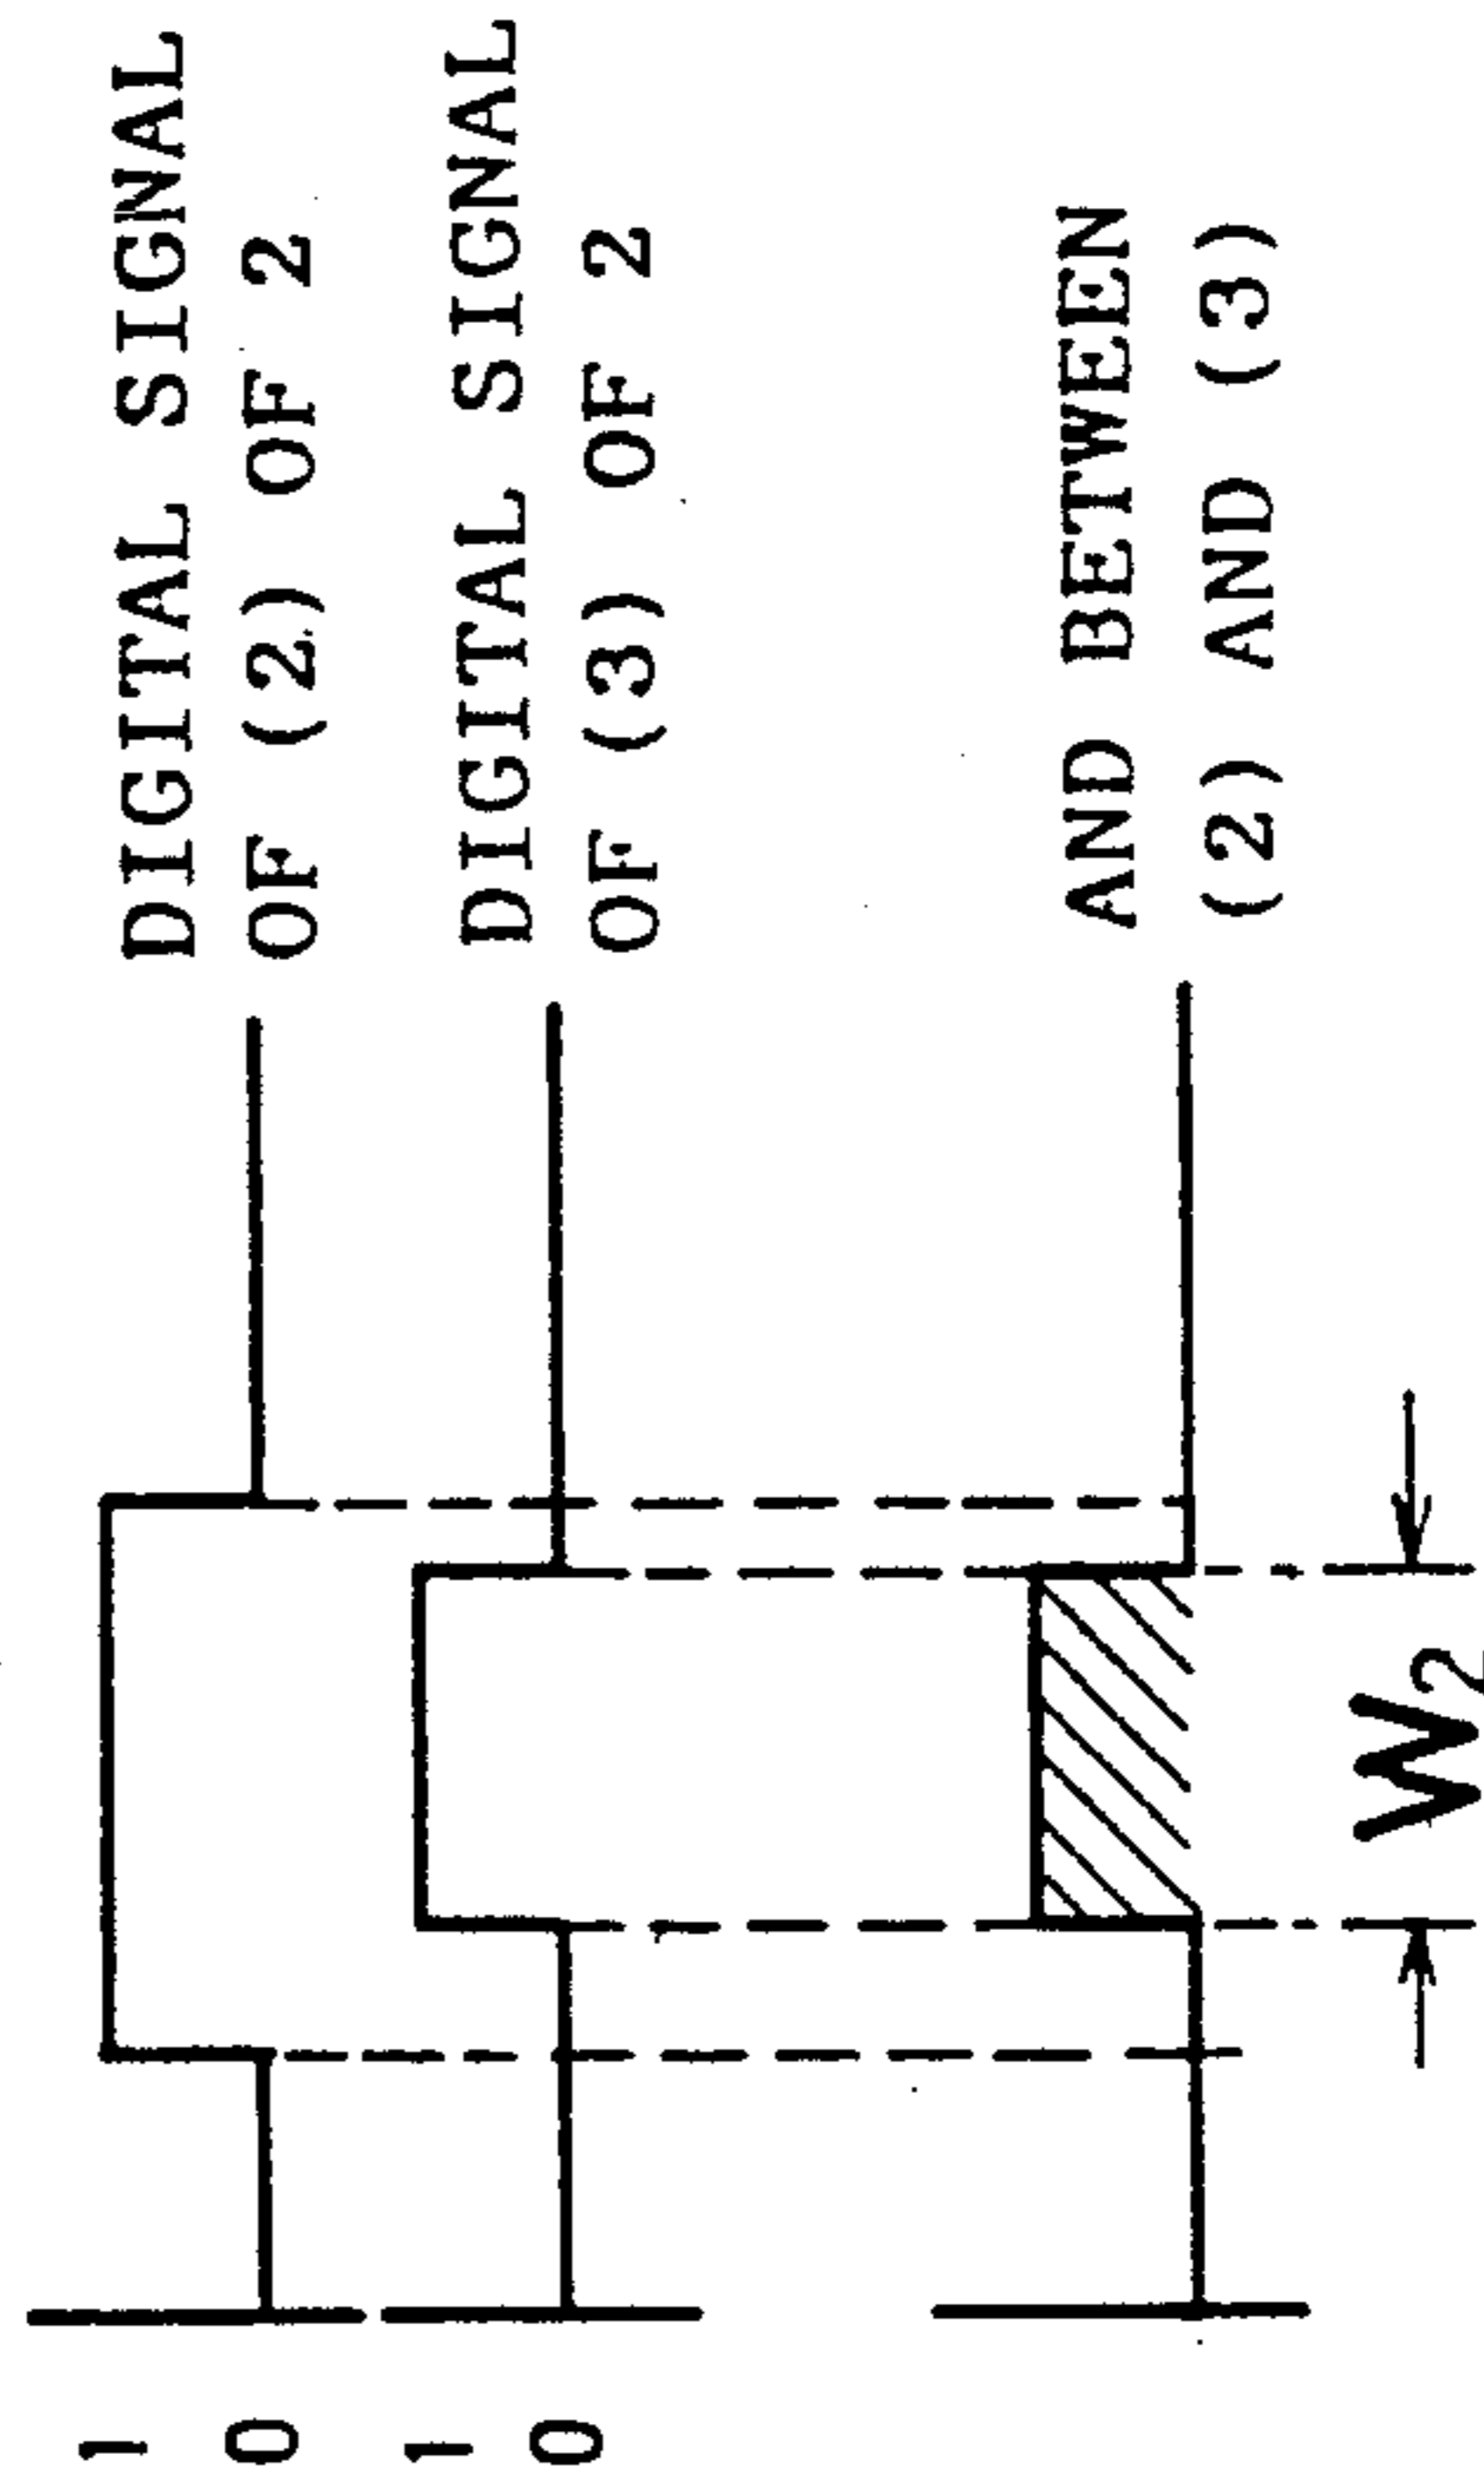 1
0
DIGITAL SIGNAL
OF (2) OF 2
1
0
DIGITAL SIGNAL
OF (3) OF 2
AND BETWEEN
(2) AND (3)
W2